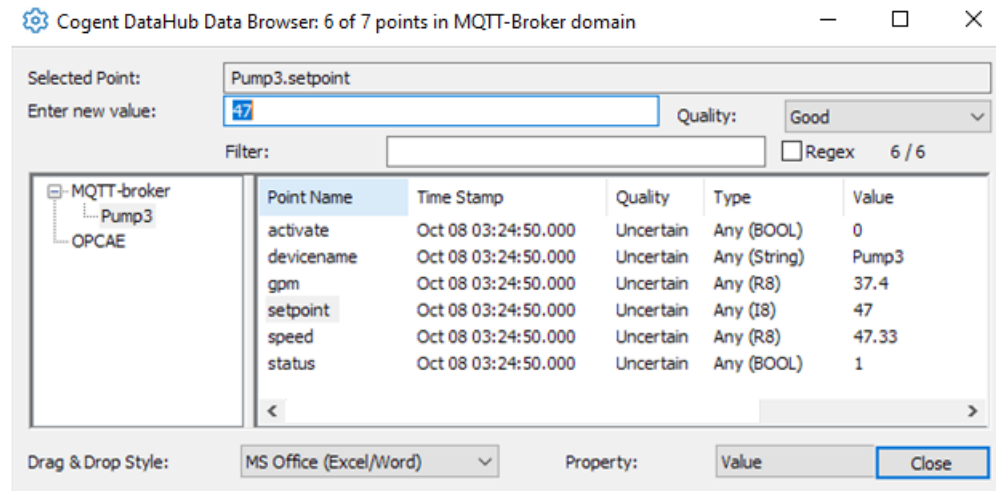 Cogent DataHub Data Browser: 6 of 7 points in MQTT-Broker domain
Selected Point: Pump3.setpoint
Enter new value: 47 Quality: Good
Filter: Regex 6 / 6
MQTT-broker
Pump3
OPCAE
Point Name Time Stamp Quality Type Value
activate Oct 08 03:24:50.000 Uncertain Any (BOOL) 0
devicename Oct 08 03:24:50.000 Uncertain Any (String) Pump3
gpm Oct 08 03:24:50.000 Uncertain Any (R8) 37.4
setpoint Oct 08 03:24:50.000 Uncertain Any (I8) 47
speed Oct 08 03:24:50.000 Uncertain Any (R8) 47.33
status Oct 08 03:24:50.000 Uncertain Any (BOOL) 1
Drag & Drop Style: MS Office (Excel/Word) Property: Value Close